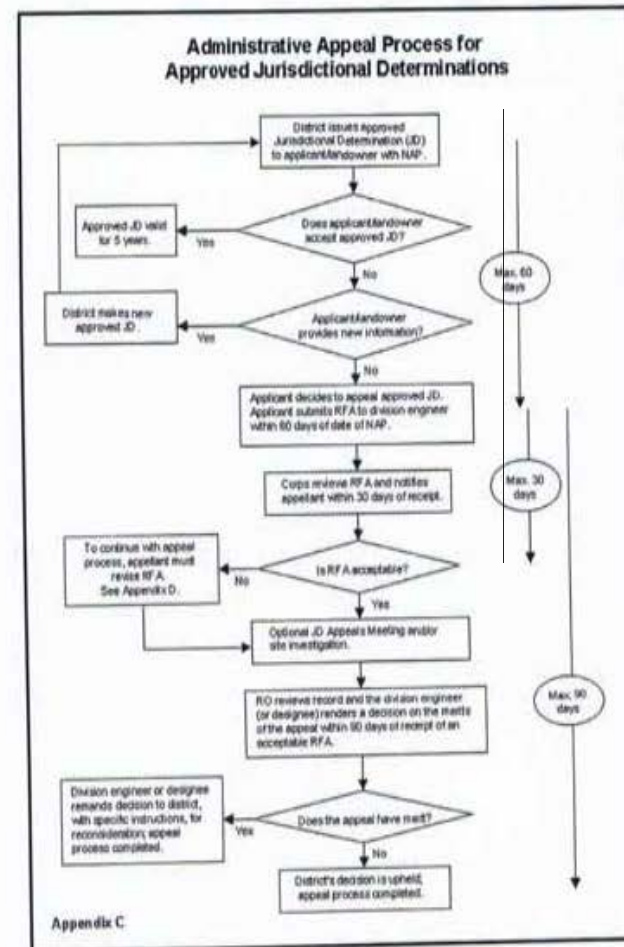 Administrative Appeal Process for
Approved Jurisdictional Determinations
District issues approved
Jurisdictional Determination (JD)
to applicant/landowner with NAP.
Does applicant/landowner
accept approved JD?
Yes
Approved JD valid
for 5 years.
No
Max. 60
days
Applicant/landowner
provides new information?
Yes
District makes new
approved JD.
No
Applicant decides to appeal approved JD.
Applicant submits RFA to division engineer
within 60 days of date of NAP.
Corps reviews RFA and notifies
appellant within 30 days of receipt.
Max. 30
days
Is RFA acceptable?
No
To continue with appeal
process, appellant must
revise RFA.
See Appendix D.
Yes
Optional JD Appeals Meeting and/or
site investigation.
RO reviews record and the division engineer
(or designee) renders a decision on the merits
of the appeal within 90 days of receipt of an
acceptable RFA.
Max. 90
days
Does the appeal have merit?
Yes
Division engineer or designee
remands decision to district,
with specific instructions, for
reconsideration; appeal
process completed.
No
District's decision is upheld;
appeal process completed.
Appendix C